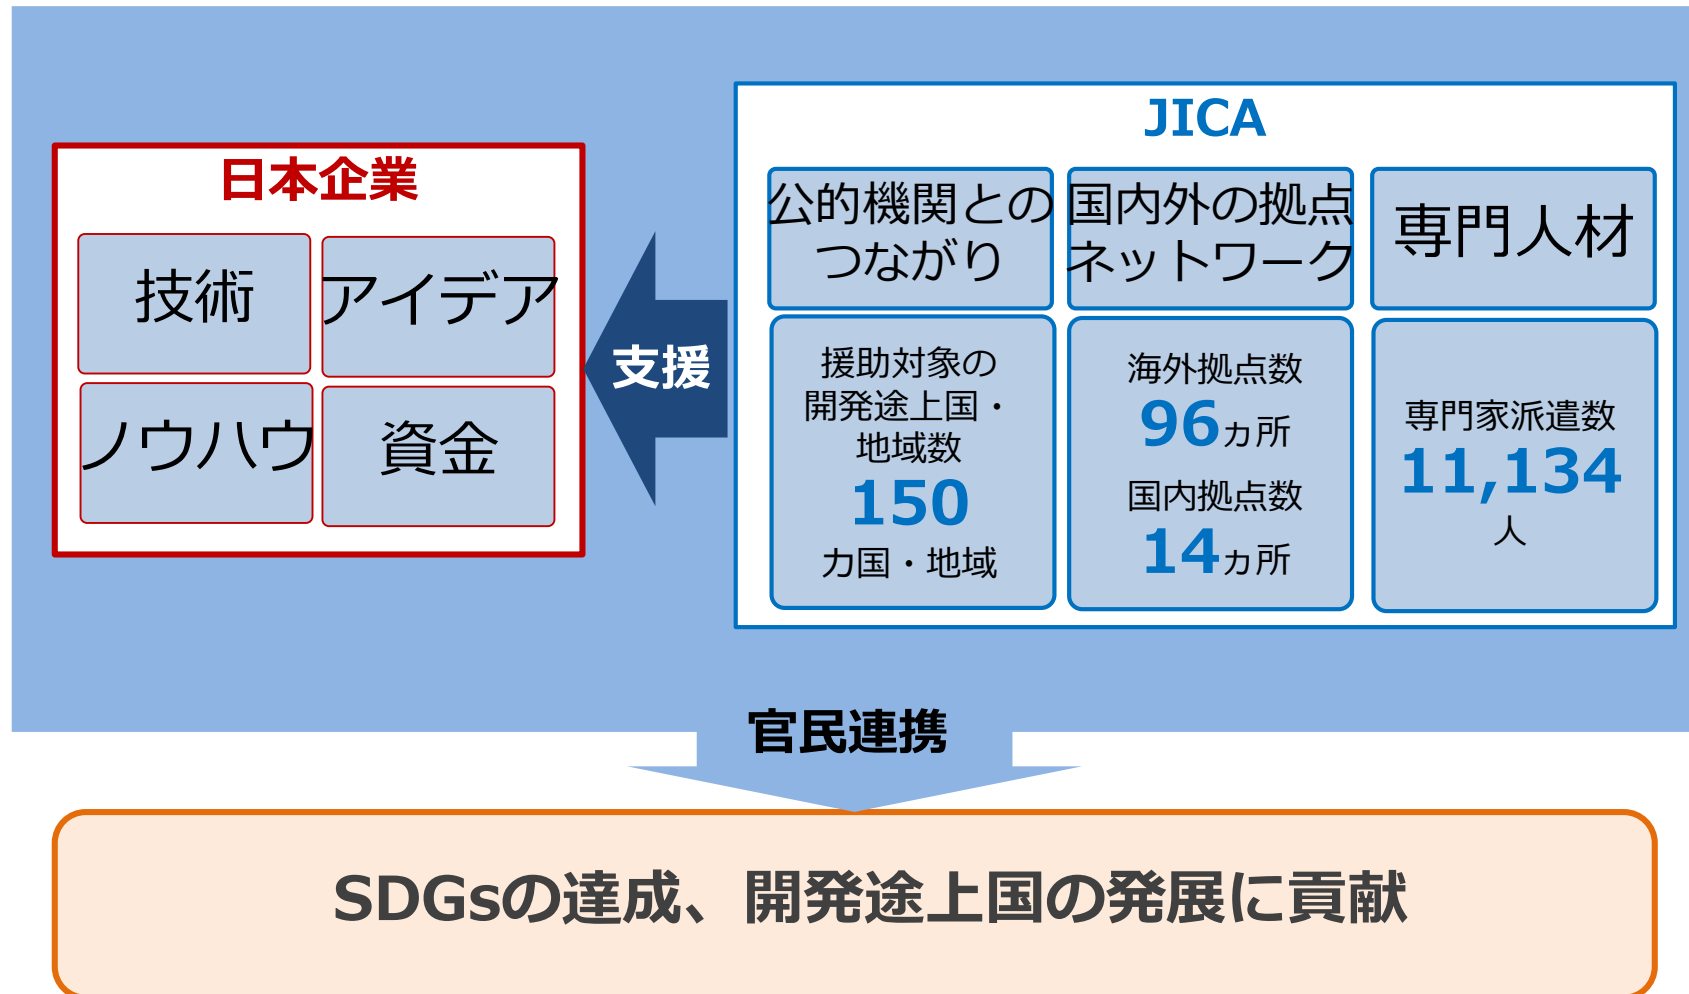 日本企業
技術
アイデア
ノウハウ
資金
支援
JICA
公的機関との
つながり
国内外の拠点
ネットワーク
専門人材
援助対象の
開発途上国・
地域数
150
カ国・地域
海外拠点数
96ヵ所
国内拠点数
14ヵ所
専門家派遣数
11,134
人
官民連携
SDGsの達成、開発途上国の発展に貢献